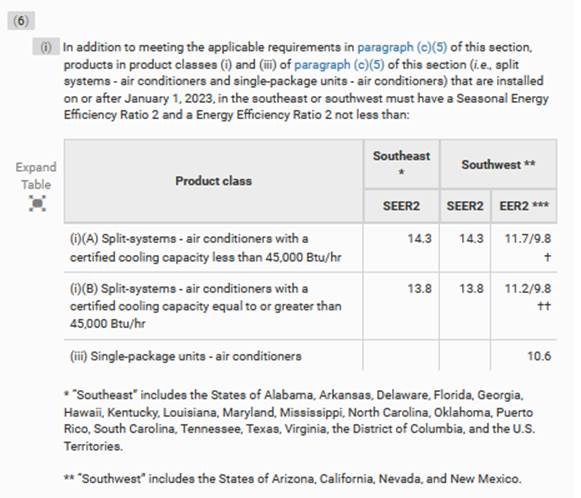 (6)
(i) In addition to meeting the applicable requirements in paragraph (c)(5) of this section,
products in product classes (i) and (iii) of paragraph (c)(5) of this section (i.e., split
systems - air conditioners and single-package units - air conditioners) that are installed
on or after January 1, 2023, in the southeast or southwest must have a Seasonal Energy
Efficiency Ratio 2 and a Energy Efficiency Ratio 2 not less than:
Expand
Table
Product class
Southeast
*
Southwest **
SEER2 SEER2 EER2 ***
(i)(A) Split-systems - air conditioners with a 14.3 14.3 11.7/9.8
certified cooling capacity less than 45,000 Btu/hr †
(i)(B) Split-systems - air conditioners with a 13.8 13.8 11.2/9.8
certified cooling capacity equal to or greater than ††
45,000 Btu/hr
(iii) Single-package units - air conditioners 10.6
* "Southeast" includes the States of Alabama, Arkansas, Delaware, Florida, Georgia,
Hawaii, Kentucky, Louisiana, Maryland, Mississippi, North Carolina, Oklahoma, Puerto
Rico, South Carolina, Tennessee, Texas, Virginia, the District of Columbia, and the U.S.
Territories.
** "Southwest" includes the States of Arizona, California, Nevada, and New Mexico.